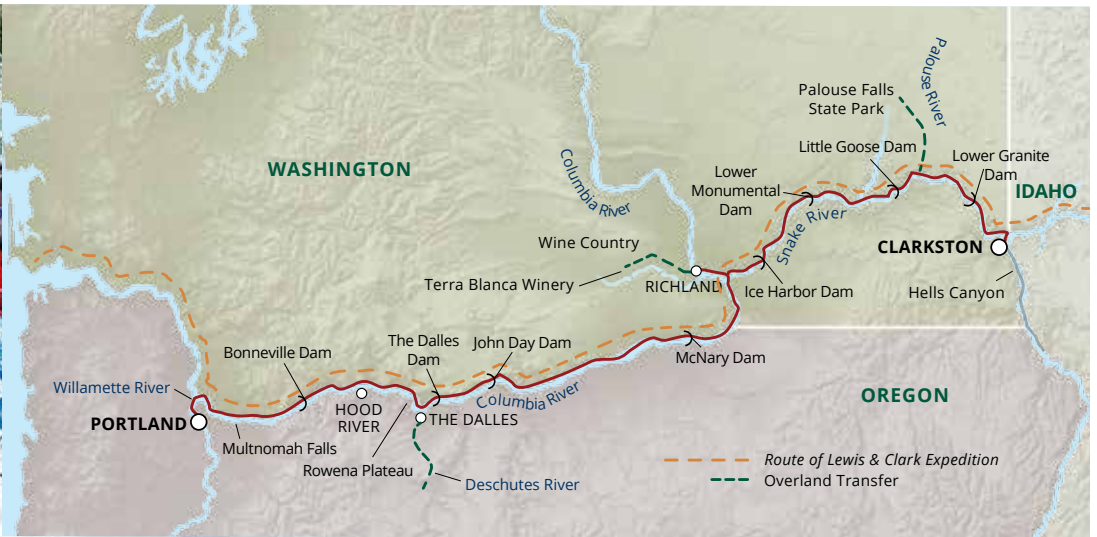 Palouse River
Palouse Falls
State Park
Little Goose Dam
Lower Granite
Dam
WASHINGTON
Columbia River
Lower
Monumental
Dam
IDAHO
Snake River
Wine Country
CLARKSTON
Terra Blanca Winery
RICHLAND
Ice Harbor Dam
Hells Canyon
The Dalles
Dam
John Day Dam
Bonneville Dam
McNary Dam
Willamette River
Columbia River
OREGON
HOOD
RIVER
PORTLAND
THE DALLES
Multnomah Falls
Rowena Plateau
Deschutes River
Route of Lewis & Clark Expedition
Overland Transfer